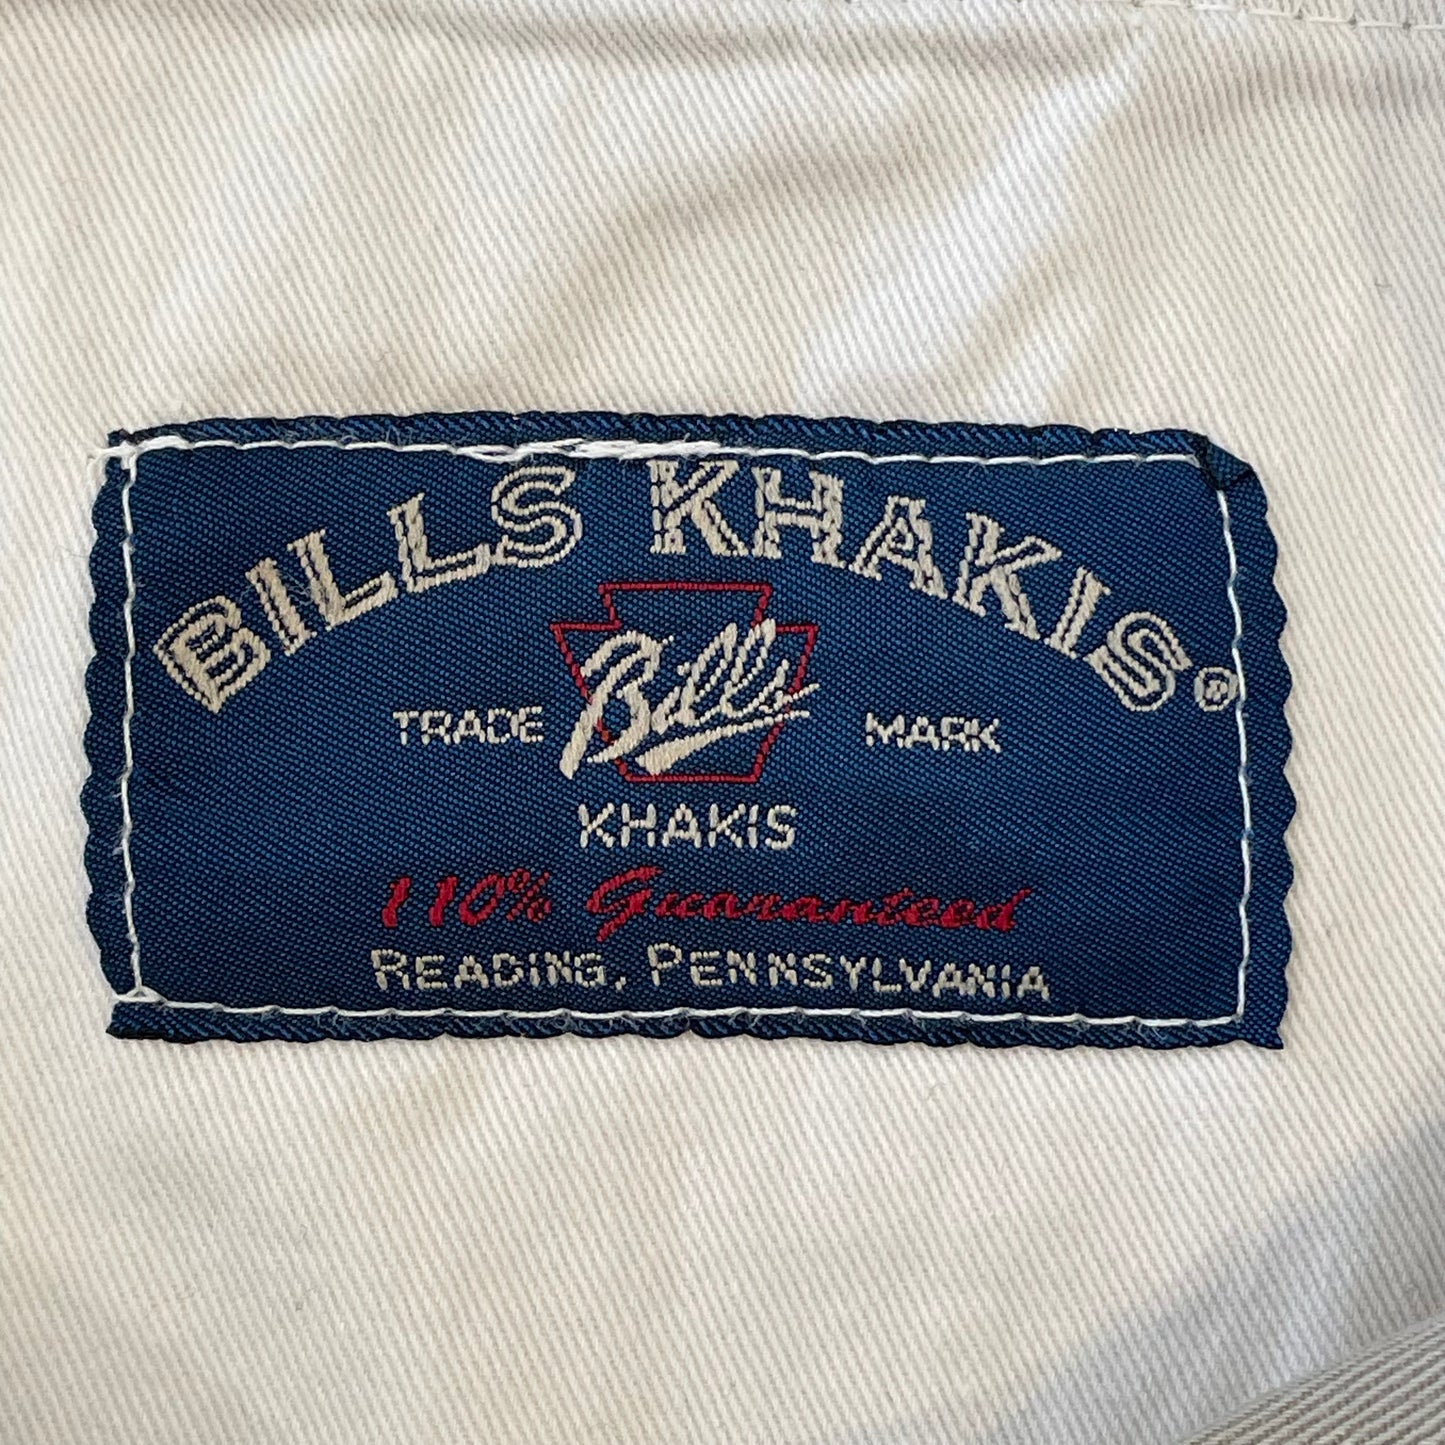 BILLS KHAKIS®
TRADE Bills MARK
KHAKIS
110% Guaranteed
READING, PENNSYLVANIA